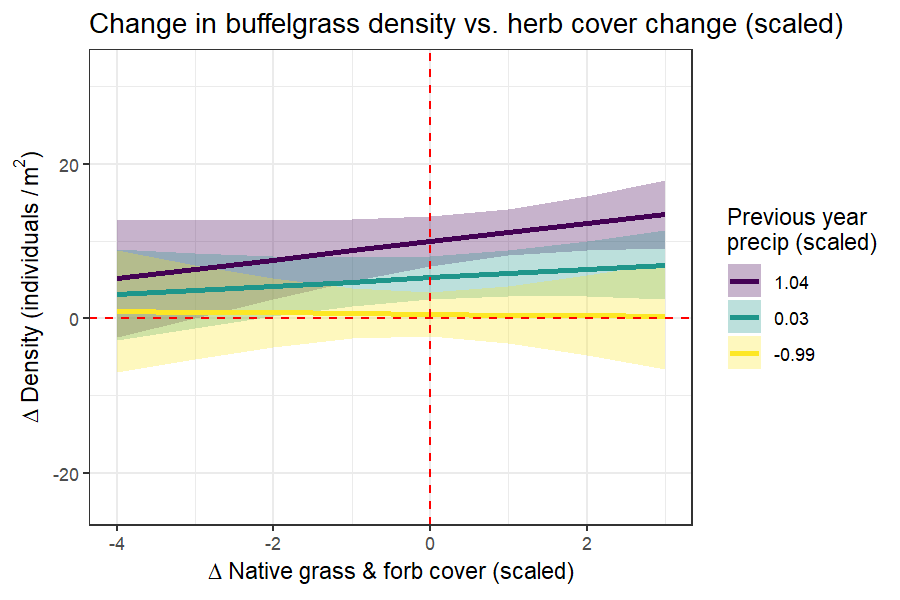 Change in buffelgrass density vs. herb cover change (scaled)
Δ Density (individuals / m²)
20
0
-20
-4
-2
0
2
Δ Native grass & forb cover (scaled)
Previous year
precip (scaled)
1.04
0.03
-0.99